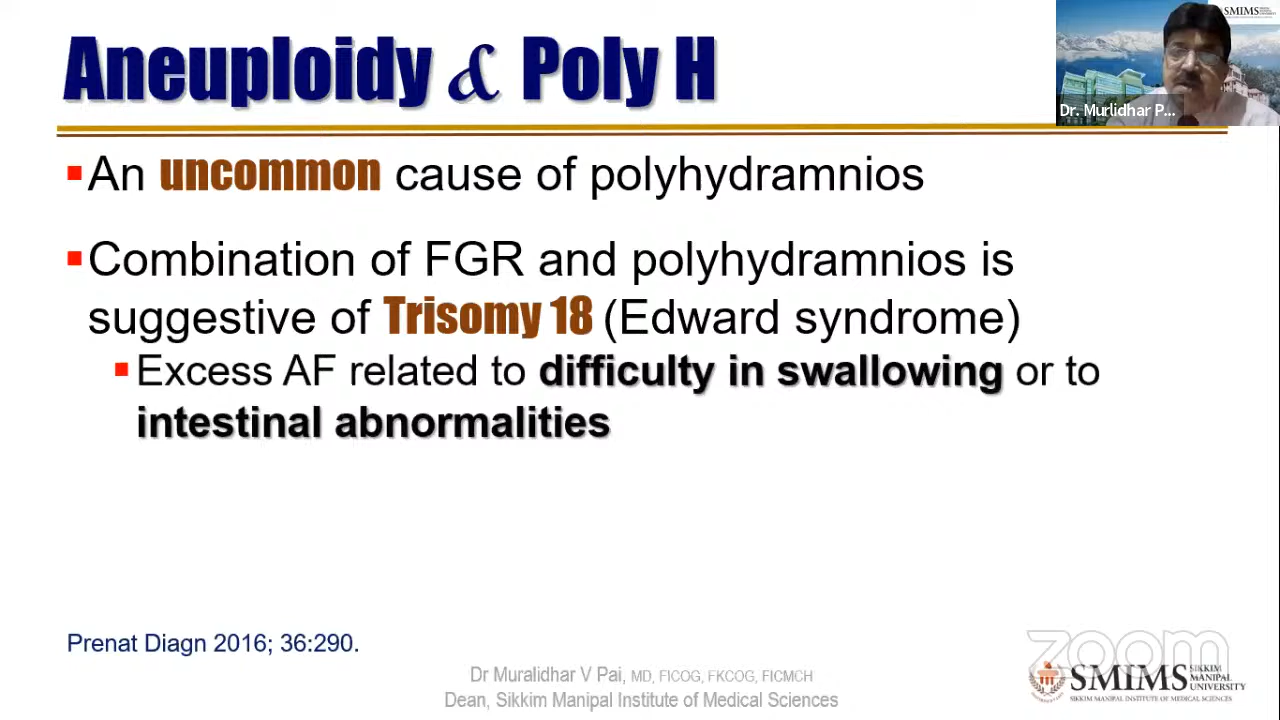 Aneuploidy & Poly H
SMIMS
Dr. Murlidhar P...
An uncommon cause of polyhydramnios
Combination of FGR and polyhydramnios is
suggestive of Trisomy 18 (Edward syndrome)
Excess AF related to difficulty in swallowing or to
intestinal abnormalities
Prenat Diagn 2016; 36:290.
Dr Muralidhar V Pai, MD, FICOG, FKCOG, FICMCH
Dean, Sikkim Manipal Institute of Medical Sciences
zoom
SMIMS
SIKKIM
MANIPAL
UNIVERSITY
SIKKIM MANIPAL INSTITUTE OF MEDICAL SCIENCES